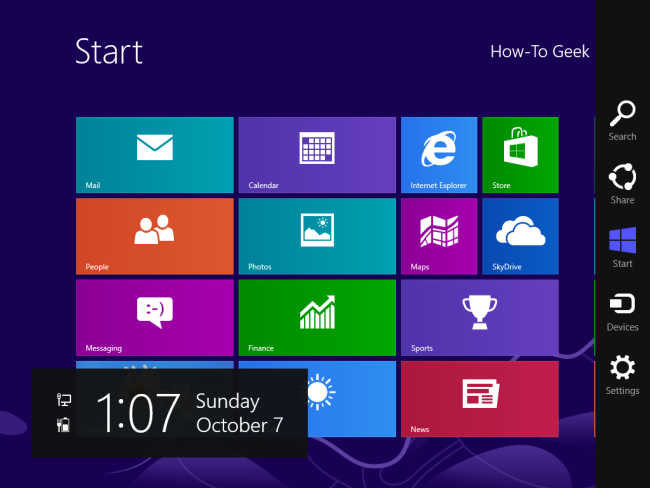 Start
How-To Geek
Mail
Calendar
Internet Explorer
Store
People
Photos
Maps
SkyDrive
Messaging
:-)
Finance
Sports
News
1:07
Sunday
October 7
Search
Share
Start
Devices
Settings